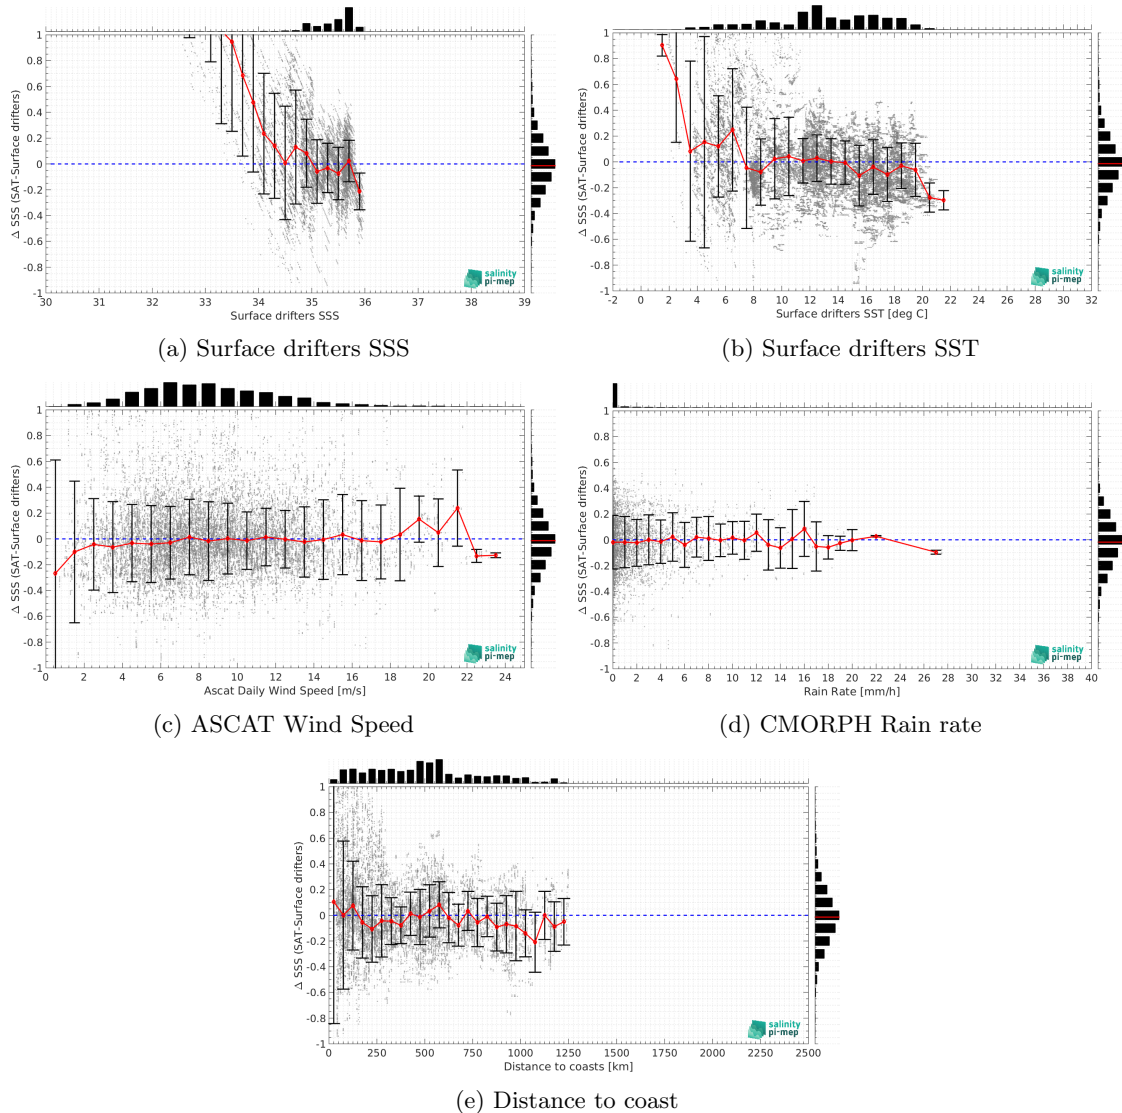 1
0.8
0.6
0.4
0.2
0
-0.2
-0.4
-0.6
-0.8
-1
Δ SSS (SAT-Surface drifters)
salinity
pi-mep
30 31 32 33 34 35 36 37 38 39
Surface drifters SSS
(a) Surface drifters SSS
1
0.8
0.6
0.4
0.2
0
-0.2
-0.4
-0.6
-0.8
-1
Δ SSS (SAT-Surface drifters)
salinity
pi-mep
-2 0 2 4 6 8 10 12 14 16 18 20 22 24 26 28 30 32
Surface drifters SST [deg C]
(b) Surface drifters SST
1
0.8
0.6
0.4
0.2
0
-0.2
-0.4
-0.6
-0.8
-1
Δ SSS (SAT-Surface drifters)
salinity
pi-mep
0 2 4 6 8 10 12 14 16 18 20 22 24
Ascat Daily Wind Speed [m/s]
(c) ASCAT Wind Speed
1
0.8
0.6
0.4
0.2
0
-0.2
-0.4
-0.6
-0.8
-1
Δ SSS (SAT-Surface drifters)
salinity
pi-mep
0 2 4 6 8 10 12 14 16 18 20 22 24 26 28 30 32 34 36 38 40
Rain Rate [mm/h]
(d) CMORPH Rain rate
1
0.8
0.6
0.4
0.2
0
-0.2
-0.4
-0.6
-0.8
-1
Δ SSS (SAT-Surface drifters)
salinity
pi-mep
0 250 500 750 1000 1250 1500 1750 2000 2250 2500
Distance to coasts [km]
(e) Distance to coast